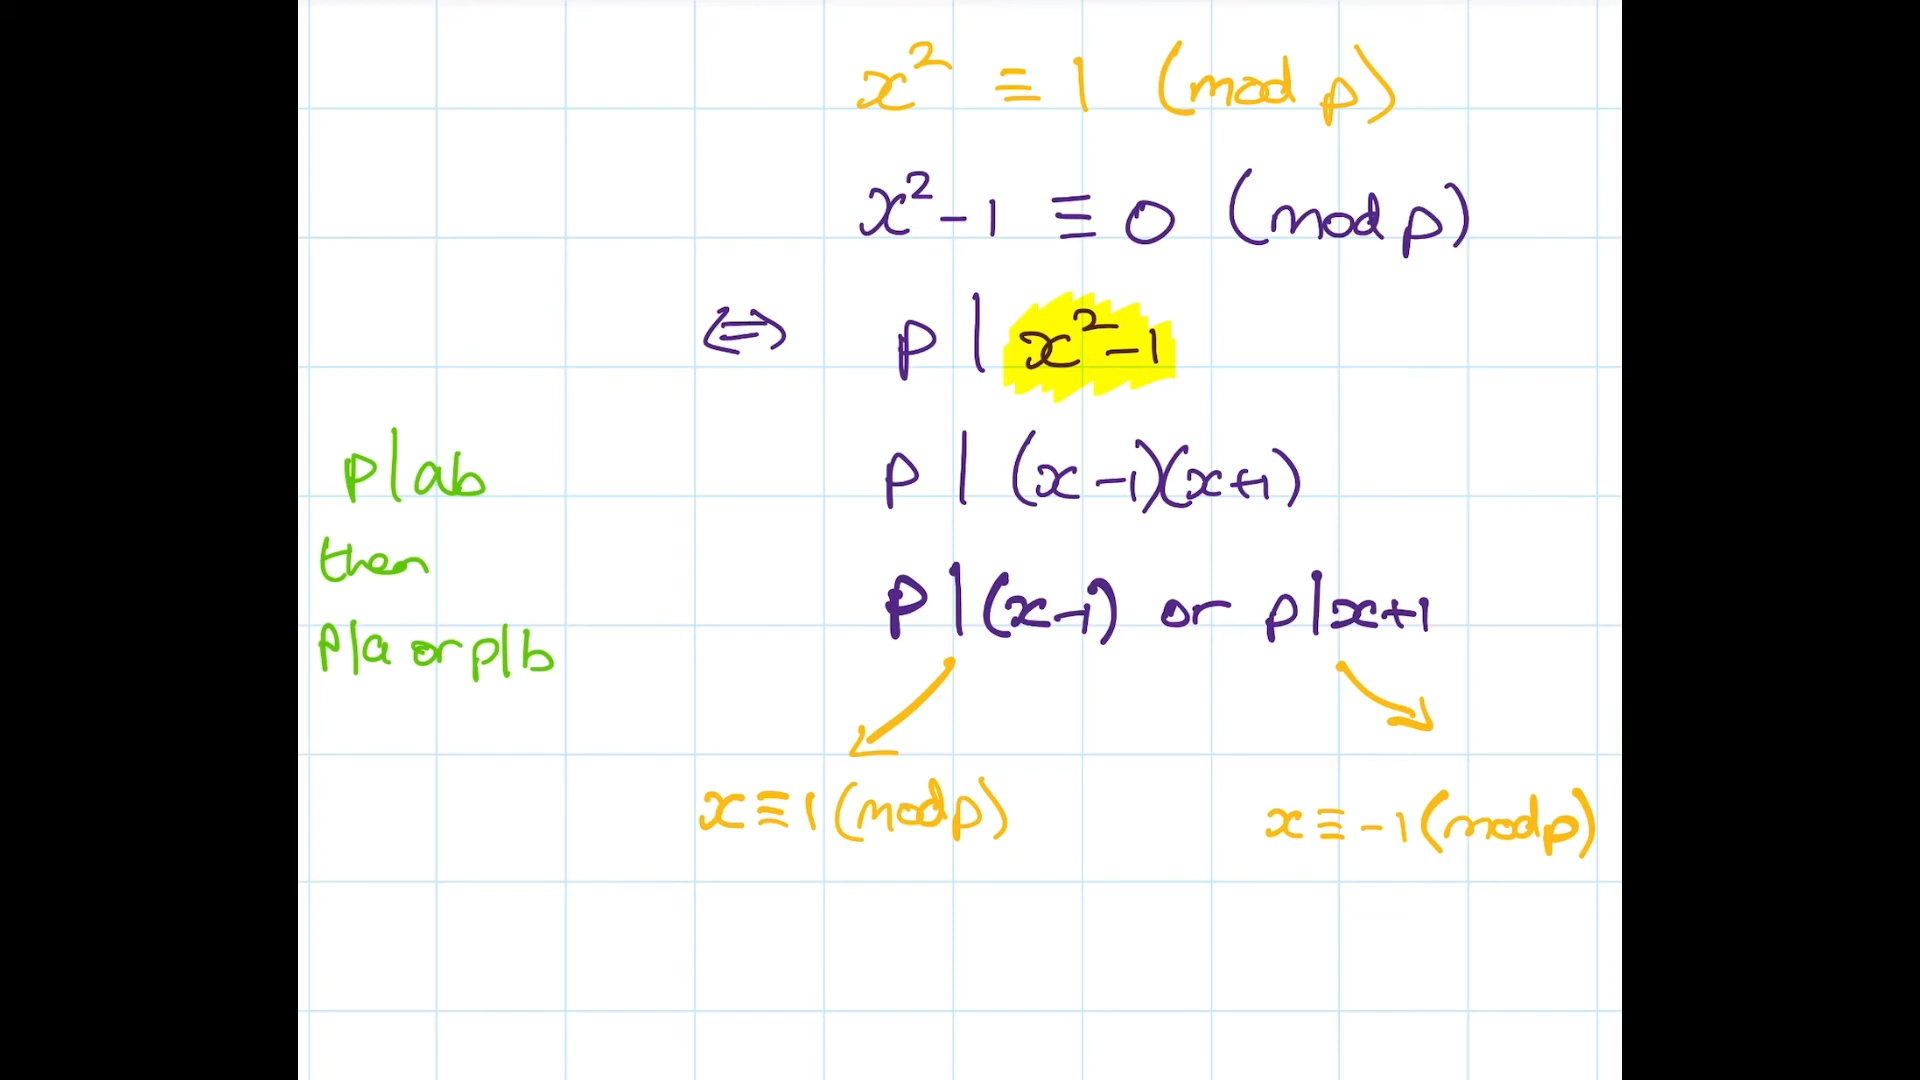 x² ≡ 1 (mod p)
x² - 1 ≡ 0 (mod p)
⇔ p | x² - 1
p | (x - 1)(x + 1)
p | (x - 1) or p | x + 1
x ≡ 1 (mod p)
x ≡ -1 (mod p)
p | ab
then
p | a or p | b